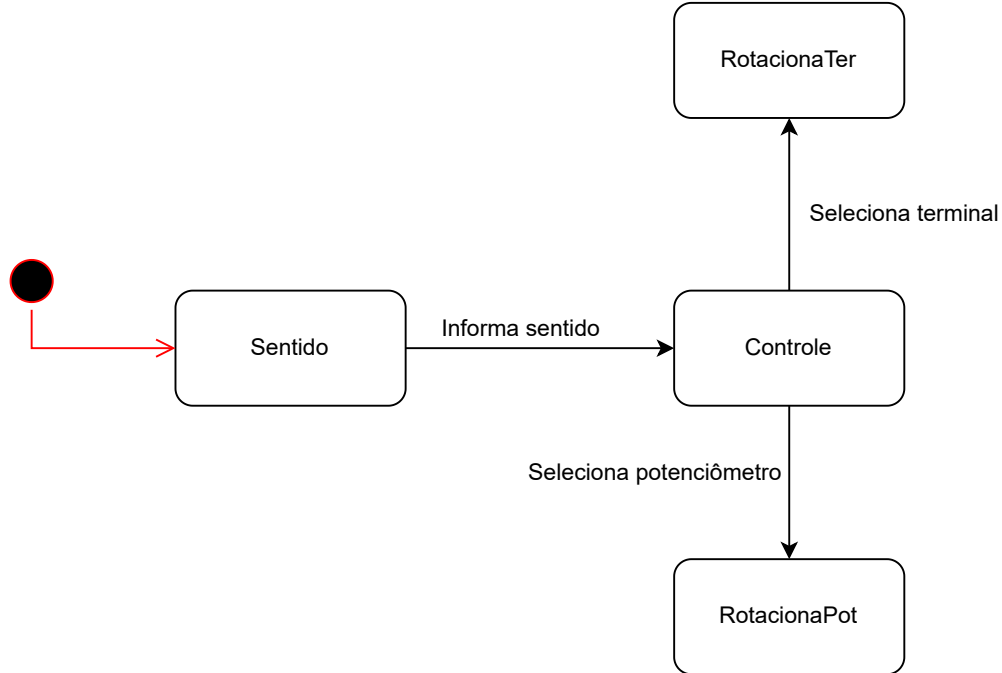 RotacionaTer
Seleciona terminal
Sentido
Informa sentido
Controle
Seleciona potenciômetro
RotacionaPot